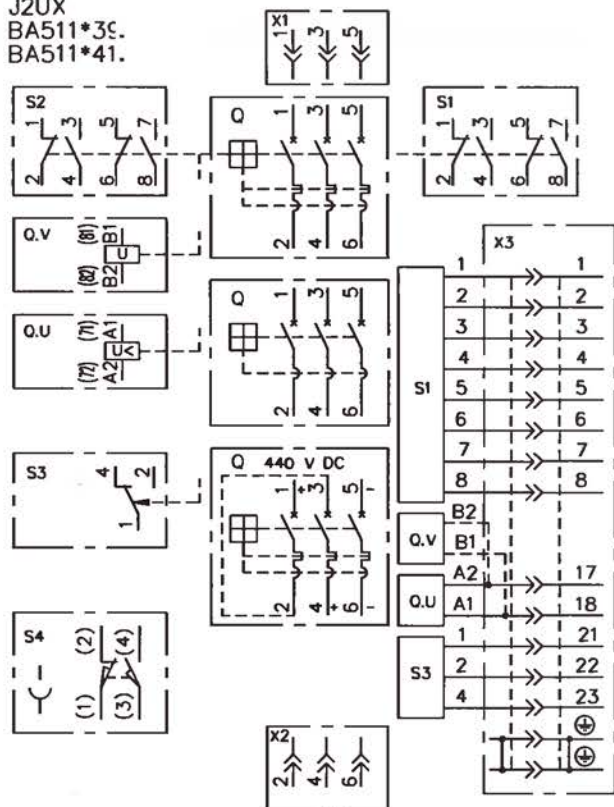 J2UX
BA511*39.
BA511*41.
X1
1 3 5
S2
1 3 5 7
2 4 6 8
Q
1 3 5
2 4 6
S1
1 3 5 7
2 4 6 8
Q.V
(81) B1
U
(82) B2
Q.U
(71) A1
U<
(72) A2
Q
1 3 5
2 4 6
S3
4 2
1
Q 440 V DC
1 + 3 5 -
2 4 + 6 -
S4
(2) (4)
(1) (3)
X2
2 4 6
X3
S1
1 1
2 2
3 3
4 4
5 5
6 6
7 7
8 8
Q.V
B2
B1
Q.U
A2 17
A1 18
S3
1 21
2 22
4 23